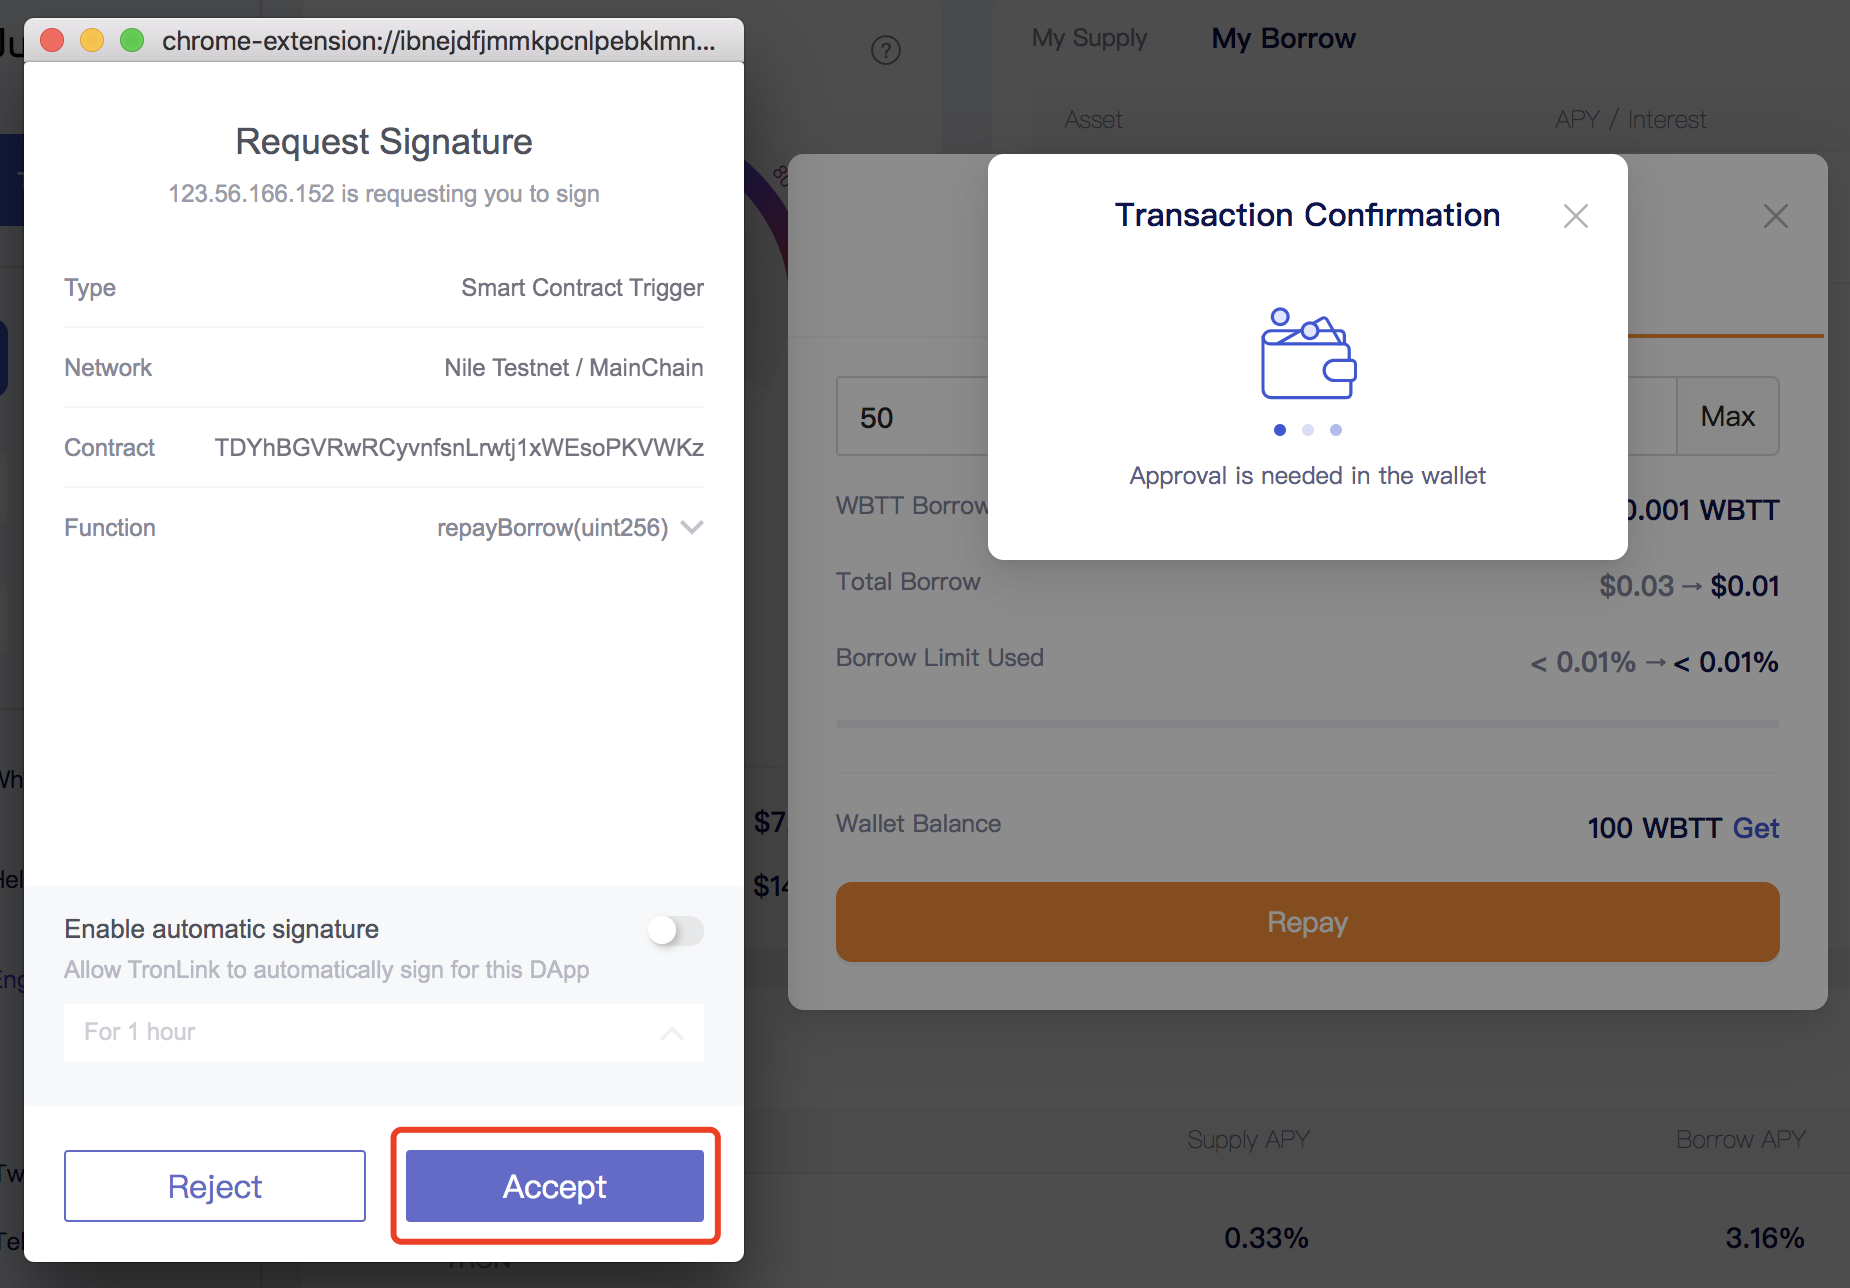 chrome-extension://ibnejdfjmmkpcnlpebklmn...
Request Signature
123.56.166.152 is requesting you to sign
Type
Smart Contract Trigger
Network
Nile Testnet / MainChain
Contract
TDYhBGVRwRCyvnfsnLrwtj1xWEsoPKVWKz
Function
repayBorrow(uint256)
Enable automatic signature
Allow TronLink to automatically sign for this DApp
For 1 hour
Reject
Accept
?
My Supply
My Borrow
Asset
APY / Interest
Transaction Confirmation
Approval is needed in the wallet
50
Max
WBTT Borrow
0.001 WBTT
Total Borrow
$0.03 → $0.01
Borrow Limit Used
< 0.01% → < 0.01%
Wallet Balance
100 WBTT Get
Repay
$7.
$14
Supply APY
Borrow APY
0.33%
3.16%